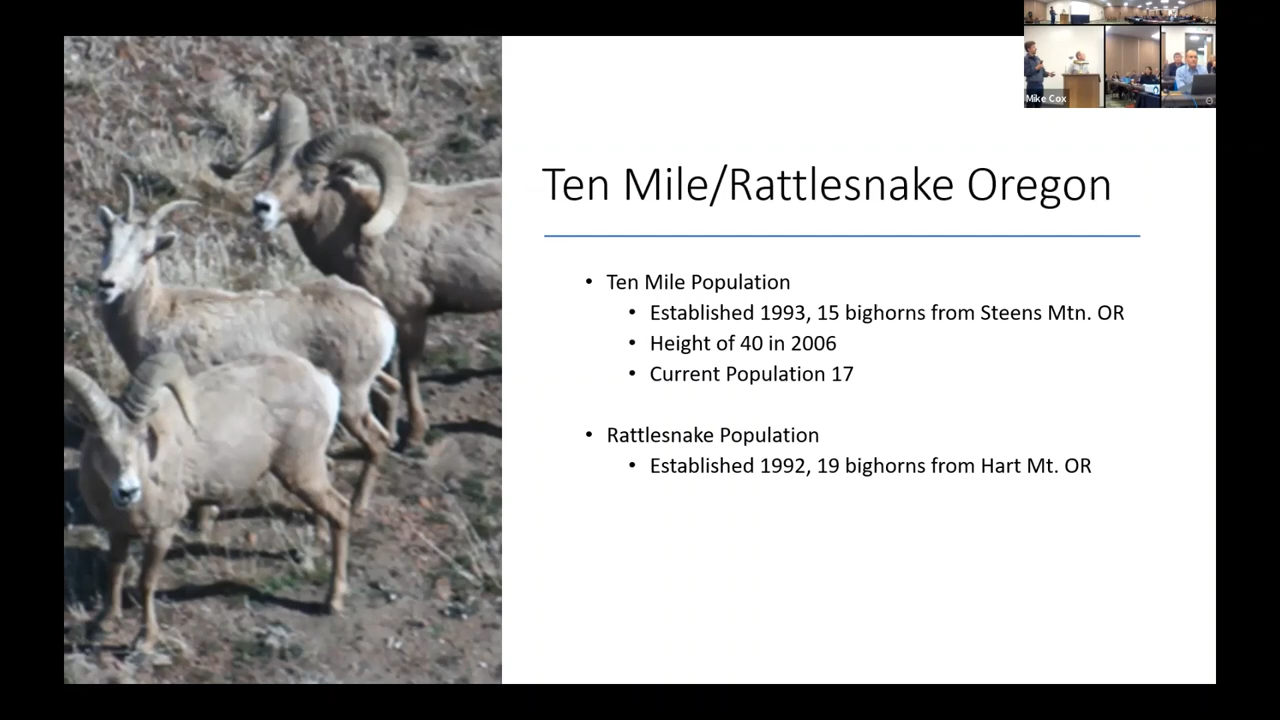 Mike Cox
Ten Mile/Rattlesnake Oregon
• Ten Mile Population
• Established 1993, 15 bighorns from Steens Mtn. OR
• Height of 40 in 2006
• Current Population 17
• Rattlesnake Population
• Established 1992, 19 bighorns from Hart Mt. OR